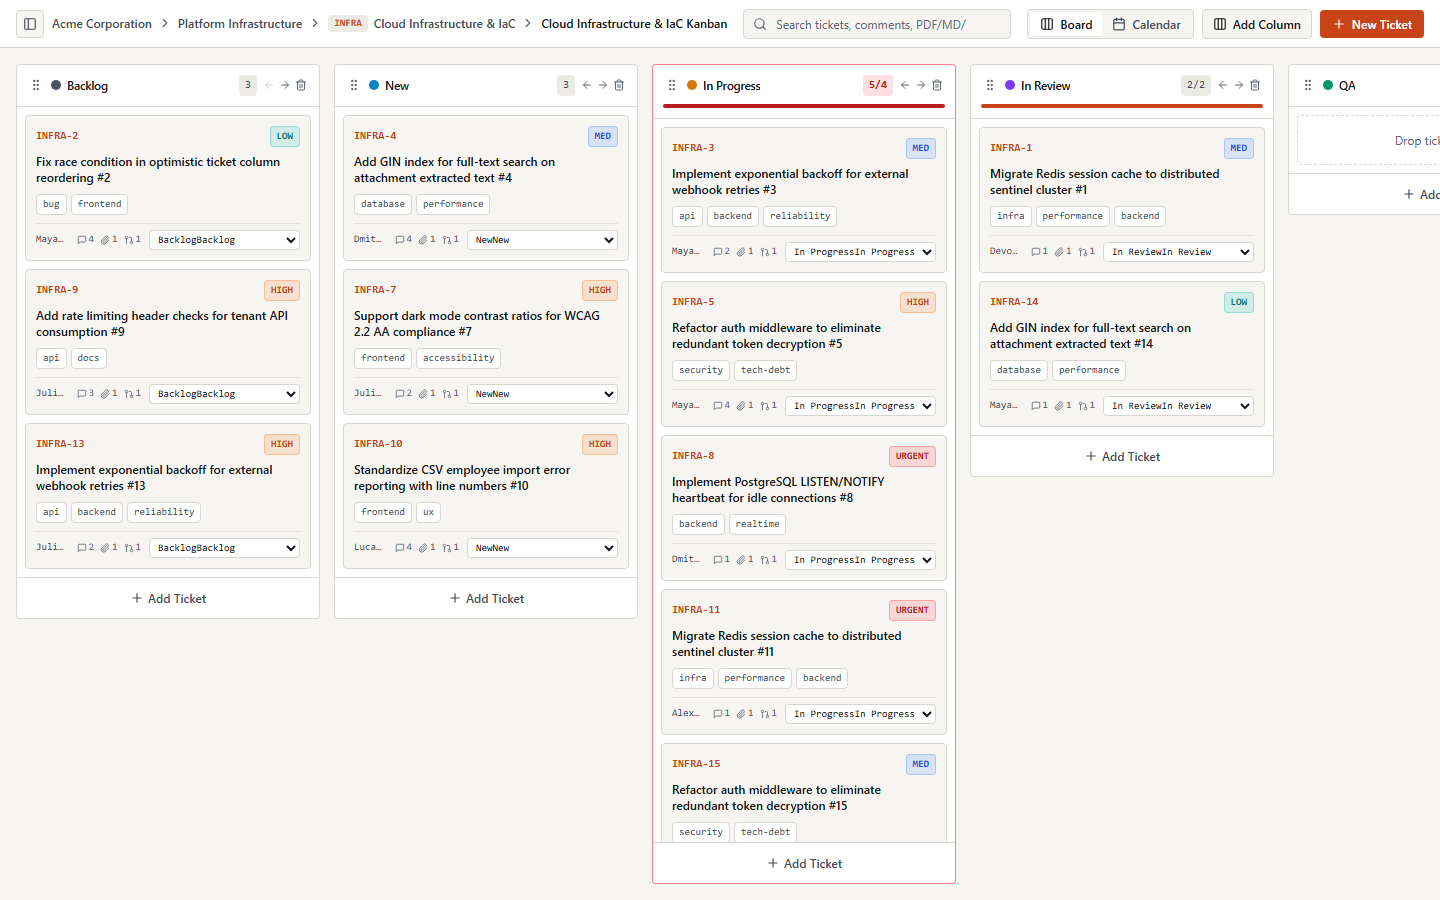 Acme Corporation > Platform Infrastructure > INFRA Cloud Infrastructure & IaC > Cloud Infrastructure & IaC Kanban
Search tickets, comments, PDF/MD/
Board
Calendar
Add Column
New Ticket
Backlog
3
INFRA-2
LOW
Fix race condition in optimistic ticket column
reordering #2
bug frontend
Maya… 4 1 1 BacklogBacklog
INFRA-9
HIGH
Add rate limiting header checks for tenant API
consumption #9
api docs
Juli… 3 1 1 BacklogBacklog
INFRA-13
HIGH
Implement exponential backoff for external
webhook retries #13
api backend reliability
Juli… 2 1 1 BacklogBacklog
Add Ticket
New
3
INFRA-4
MED
Add GIN index for full-text search on
attachment extracted text #4
database performance
Dmit… 4 1 1 NewNew
INFRA-7
HIGH
Support dark mode contrast ratios for WCAG
2.2 AA compliance #7
frontend accessibility
Juli… 2 1 1 NewNew
INFRA-10
HIGH
Standardize CSV employee import error
reporting with line numbers #10
frontend ux
Luca… 4 1 1 NewNew
Add Ticket
In Progress
5/4
INFRA-3
MED
Implement exponential backoff for external
webhook retries #3
api backend reliability
Maya… 2 1 1 In ProgressIn Progress
INFRA-5
HIGH
Refactor auth middleware to eliminate
redundant token decryption #5
security tech-debt
Maya… 4 1 1 In ProgressIn Progress
INFRA-8
URGENT
Implement PostgreSQL LISTEN/NOTIFY
heartbeat for idle connections #8
backend realtime
Dmit… 1 1 1 In ProgressIn Progress
INFRA-11
URGENT
Migrate Redis session cache to distributed
sentinel cluster #11
infra performance backend
Alex… 1 1 1 In ProgressIn Progress
INFRA-15
MED
Refactor auth middleware to eliminate
redundant token decryption #15
security tech-debt
Add Ticket
In Review
2/2
INFRA-1
MED
Migrate Redis session cache to distributed
sentinel cluster #1
infra performance backend
Devo… 1 1 1 In ReviewIn Review
INFRA-14
LOW
Add GIN index for full-text search on
attachment extracted text #14
database performance
Maya… 1 1 1 In ReviewIn Review
Add Ticket
QA
Drop tick
Add